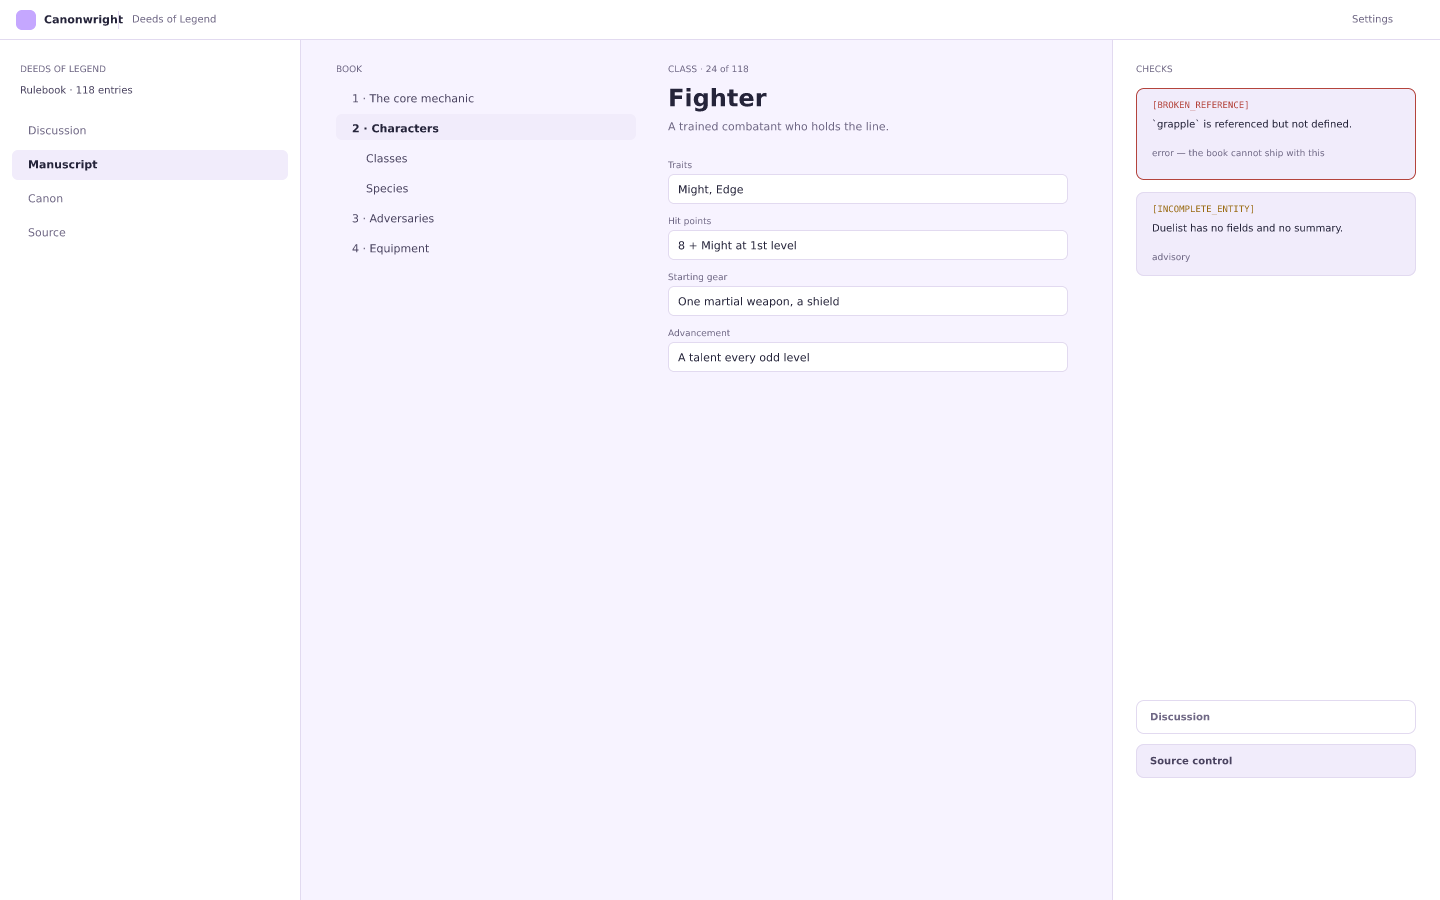 Canonwright
Deeds of Legend
Settings
DEEDS OF LEGEND
Rulebook · 118 entries
Discussion
Manuscript
Canon
Source
BOOK
1 · The core mechanic
2 · Characters
Classes
Species
3 · Adversaries
4 · Equipment
CLASS · 24 of 118
Fighter
A trained combatant who holds the line.
Traits
Might, Edge
Hit points
8 + Might at 1st level
Starting gear
One martial weapon, a shield
Advancement
A talent every odd level
CHECKS
[BROKEN_REFERENCE]
`grapple` is referenced but not defined.
error — the book cannot ship with this
[INCOMPLETE_ENTITY]
Duelist has no fields and no summary.
advisory
Discussion
Source control